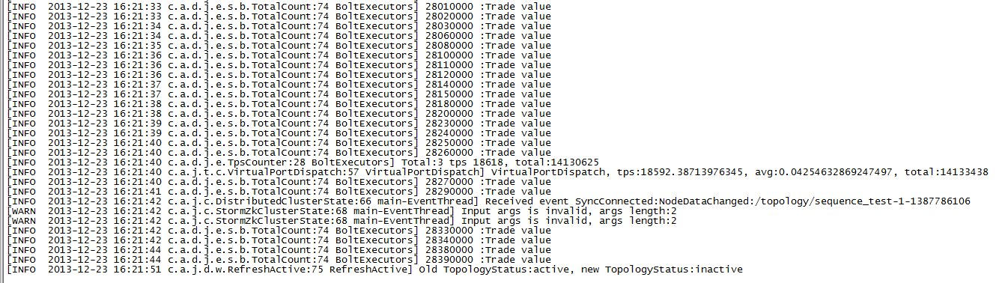 [INFO  2013-12-23 16:21:33 c.a.d.j.e.s.b.TotalCount:74 BoltExecutors] 28010000 :Trade value
[INFO  2013-12-23 16:21:33 c.a.d.j.e.s.b.TotalCount:74 BoltExecutors] 28020000 :Trade value
[INFO  2013-12-23 16:21:34 c.a.d.j.e.s.b.TotalCount:74 BoltExecutors] 28030000 :Trade value
[INFO  2013-12-23 16:21:34 c.a.d.j.e.s.b.TotalCount:74 BoltExecutors] 28060000 :Trade value
[INFO  2013-12-23 16:21:35 c.a.d.j.e.s.b.TotalCount:74 BoltExecutors] 28080000 :Trade value
[INFO  2013-12-23 16:21:36 c.a.d.j.e.s.b.TotalCount:74 BoltExecutors] 28100000 :Trade value
[INFO  2013-12-23 16:21:36 c.a.d.j.e.s.b.TotalCount:74 BoltExecutors] 28110000 :Trade value
[INFO  2013-12-23 16:21:36 c.a.d.j.e.s.b.TotalCount:74 BoltExecutors] 28120000 :Trade value
[INFO  2013-12-23 16:21:37 c.a.d.j.e.s.b.TotalCount:74 BoltExecutors] 28140000 :Trade value
[INFO  2013-12-23 16:21:37 c.a.d.j.e.s.b.TotalCount:74 BoltExecutors] 28150000 :Trade value
[INFO  2013-12-23 16:21:38 c.a.d.j.e.s.b.TotalCount:74 BoltExecutors] 28180000 :Trade value
[INFO  2013-12-23 16:21:38 c.a.d.j.e.s.b.TotalCount:74 BoltExecutors] 28200000 :Trade value
[INFO  2013-12-23 16:21:39 c.a.d.j.e.s.b.TotalCount:74 BoltExecutors] 28230000 :Trade value
[INFO  2013-12-23 16:21:39 c.a.d.j.e.s.b.TotalCount:74 BoltExecutors] 28240000 :Trade value
[INFO  2013-12-23 16:21:40 c.a.d.j.e.s.b.TotalCount:74 BoltExecutors] 28250000 :Trade value
[INFO  2013-12-23 16:21:40 c.a.d.j.e.s.b.TotalCount:74 BoltExecutors] 28260000 :Trade value
[INFO  2013-12-23 16:21:40 c.a.d.j.e.TpsCounter:28 BoltExecutors] Total:3 tps 18618, total:14130625
[INFO  2013-12-23 16:21:40 c.a.j.t.c.VirtualPortDispatch:57 VirtualPortDispatch] VirtualPortDispatch, tps:18592.38713976345, avg:0.04254632869247497, total:14133438
[INFO  2013-12-23 16:21:40 c.a.d.j.e.s.b.TotalCount:74 BoltExecutors] 28270000 :Trade value
[INFO  2013-12-23 16:21:41 c.a.d.j.e.s.b.TotalCount:74 BoltExecutors] 28290000 :Trade value
[INFO  2013-12-23 16:21:42 c.a.j.c.DistributedClusterState:66 main-EventThread] Received event SyncConnected:NodeDataChanged:/topology/sequence_test-1-1387786106
[WARN  2013-12-23 16:21:42 c.a.j.c.StormZkClusterState:68 main-EventThread] Input args is invalid, args length:2
[WARN  2013-12-23 16:21:42 c.a.j.c.StormZkClusterState:68 main-EventThread] Input args is invalid, args length:2
[INFO  2013-12-23 16:21:42 c.a.d.j.e.s.b.TotalCount:74 BoltExecutors] 28330000 :Trade value
[INFO  2013-12-23 16:21:42 c.a.d.j.e.s.b.TotalCount:74 BoltExecutors] 28340000 :Trade value
[INFO  2013-12-23 16:21:44 c.a.d.j.e.s.b.TotalCount:74 BoltExecutors] 28380000 :Trade value
[INFO  2013-12-23 16:21:44 c.a.d.j.e.s.b.TotalCount:74 BoltExecutors] 28390000 :Trade value
[INFO  2013-12-23 16:21:51 c.a.j.d.w.RefreshActive:75 RefreshActive] Old TopologyStatus:active, new TopologyStatus:inactive